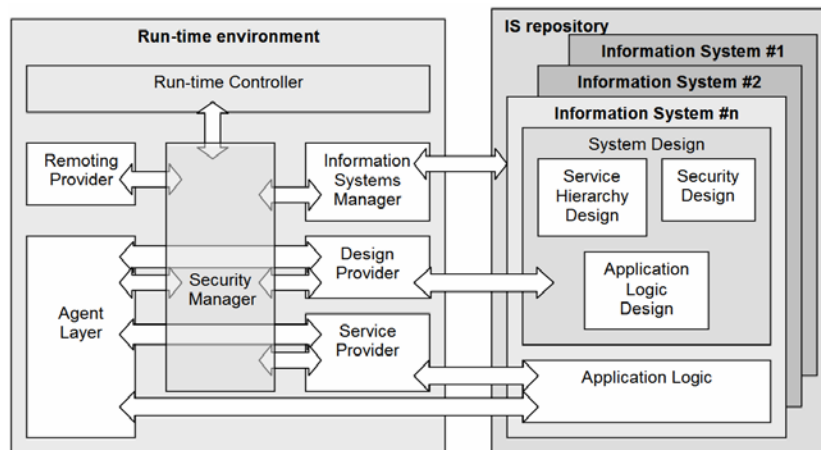 Run-time environment
Run-time Controller
Remoting
Provider
Information
Systems
Manager
Agent
Layer
Security
Manager
Design
Provider
Service
Provider
IS repository
Information System #1
Information System #2
Information System #n
System Design
Service
Hierarchy
Design
Security
Design
Application
Logic
Design
Application Logic